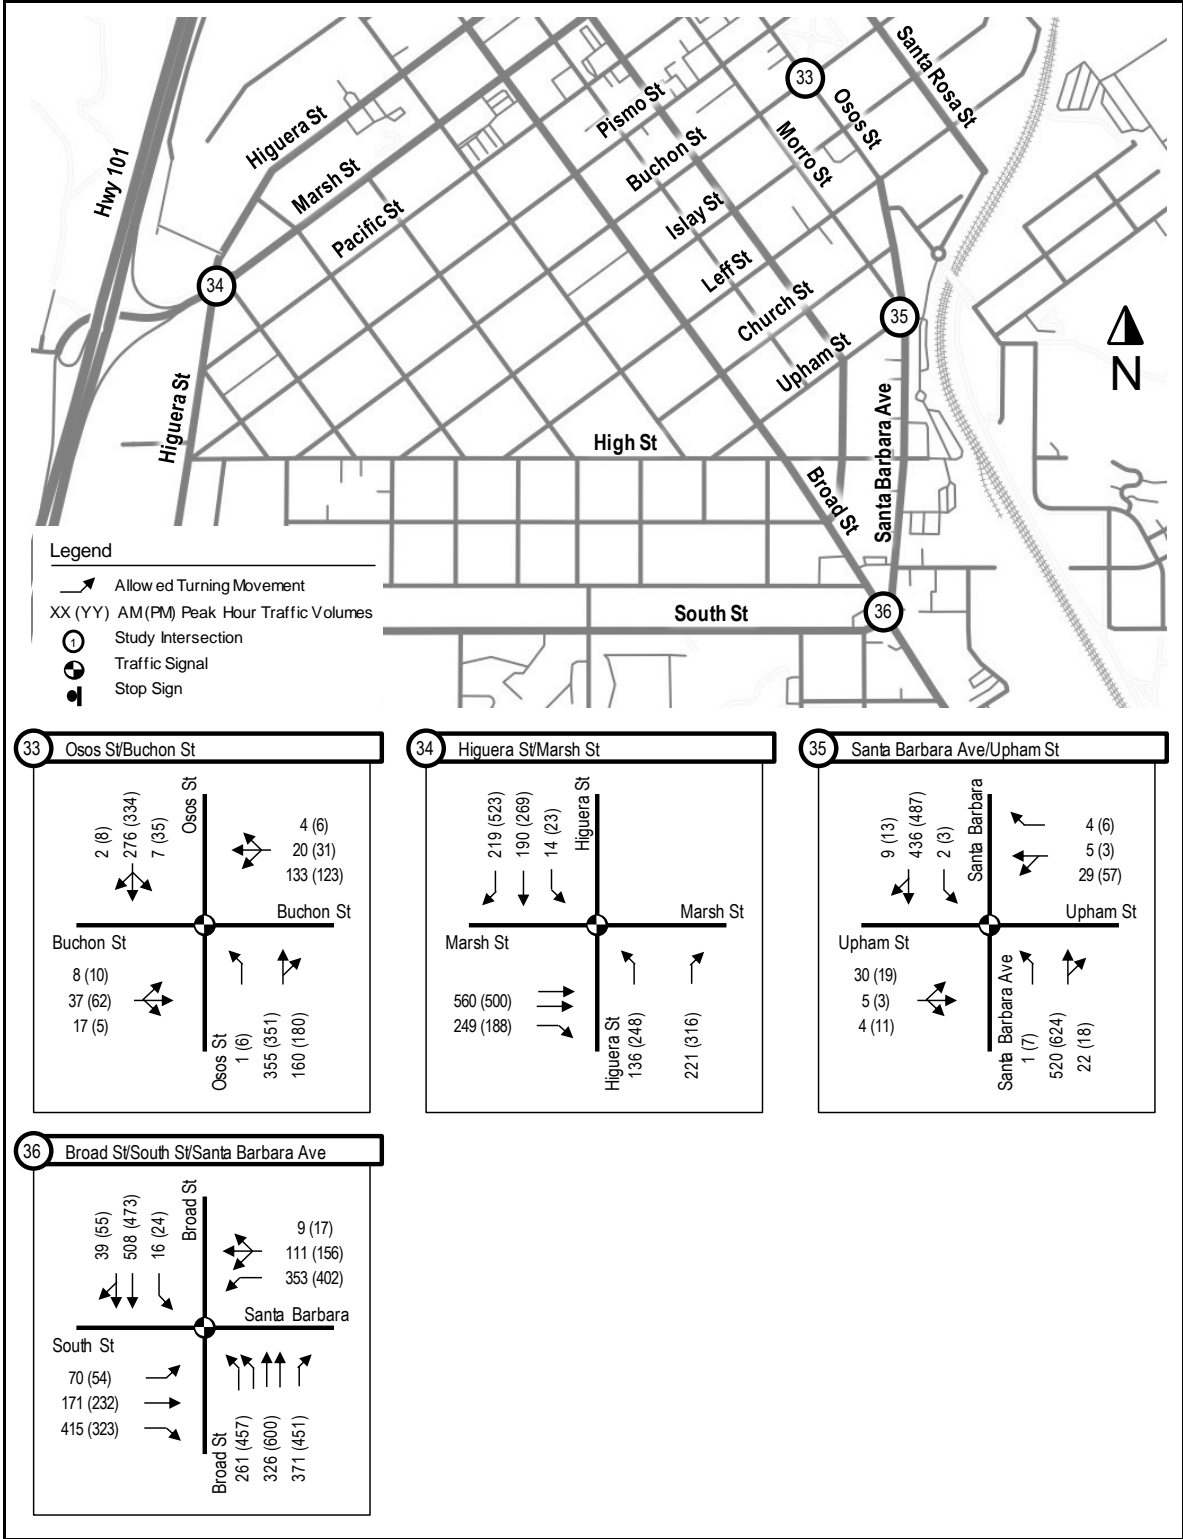 Higuera St
Marsh St
Pacific St
Hwy 101
Pismo St
Buchon St
Islay St
Leff St
Church St
Upham St
33
Osos St
Morro St
Santa Rosa St
34
35
Higuera St
High St
Broad St
Santa Barbara Ave
N
South St
36
Legend
Allowed Turning Movement
XX (YY) AM(PM) Peak Hour Traffic Volumes
1 Study Intersection
Traffic Signal
Stop Sign
33 Osos St/Buchon St
2 (8)
276 (334)
7 (35)
Osos St
4 (6)
20 (31)
133 (123)
Buchon St
Buchon St
8 (10)
37 (62)
17 (5)
Osos St
1 (6)
355 (351)
160 (180)
34 Higuera St/Marsh St
219 (523)
190 (269)
14 (23)
Higuera St
Marsh St
Marsh St
560 (500)
249 (188)
Higuera St
136 (248)
221 (316)
35 Santa Barbara Ave/Upham St
9 (13)
436 (487)
2 (3)
Santa Barbara
4 (6)
5 (3)
29 (57)
Upham St
Upham St
30 (19)
5 (3)
4 (11)
Santa Barbara Ave
1 (7)
520 (624)
22 (18)
36 Broad St/South St/Santa Barbara Ave
39 (55)
508 (473)
16 (24)
Broad St
9 (17)
111 (156)
353 (402)
Santa Barbara
South St
70 (54)
171 (232)
415 (323)
Broad St
261 (457)
326 (600)
371 (451)